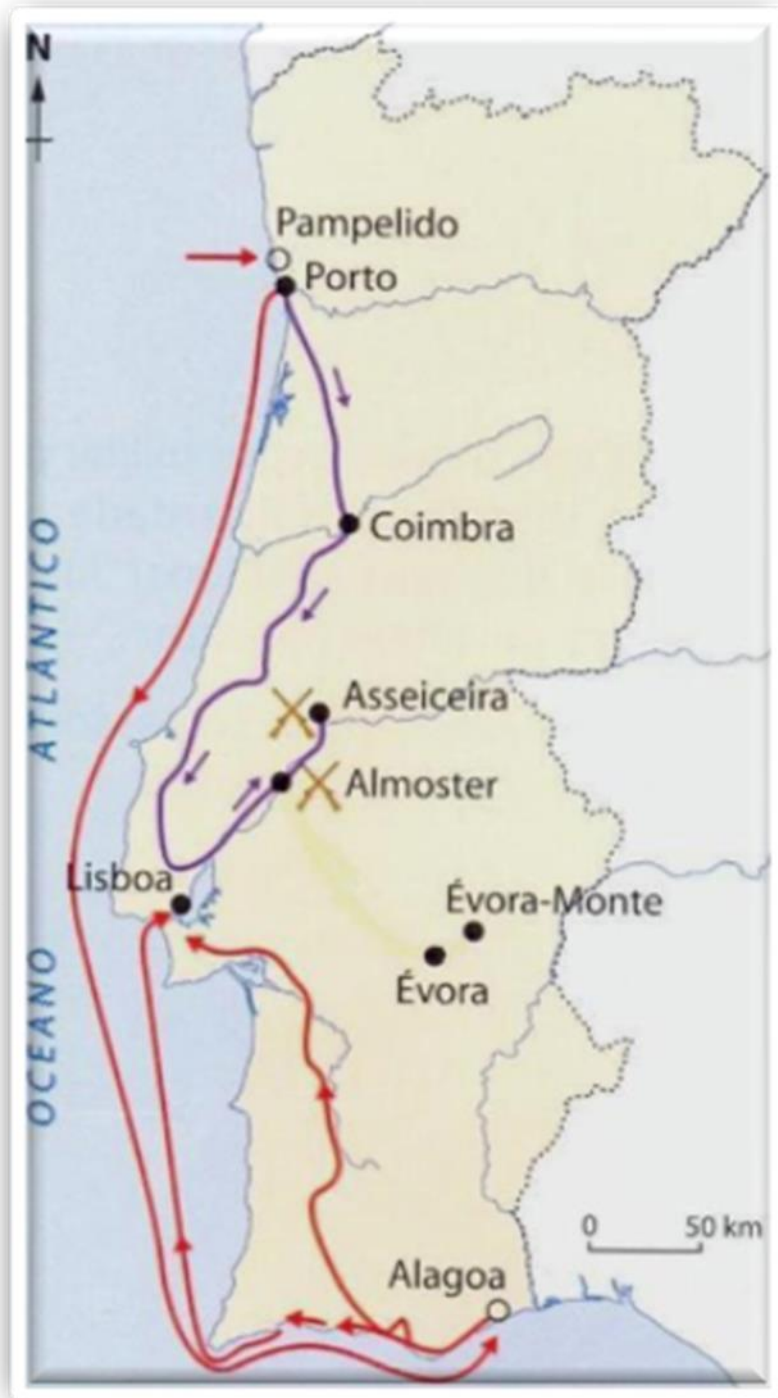 N
Pampelido
Porto
Coimbra
ATLÂNTICO
Asseiceira
Almoster
Lisboa
Évora-Monte
Évora
OCEANO
0 50 km
Alagoa